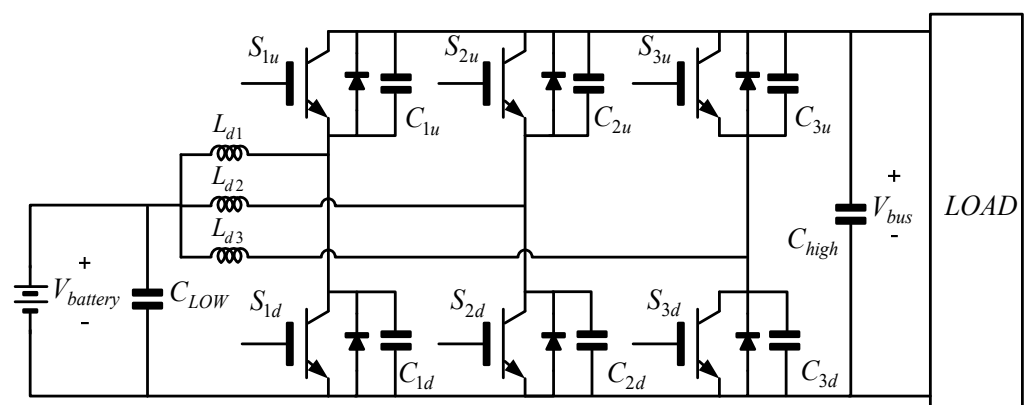 S1u
S2u
S3u
C1u
C2u
C3u
Ld1
Ld2
Ld3
+
Vbattery
-
CLOW
+
Vbus
-
Chigh
LOAD
S1d
S2d
S3d
C1d
C2d
C3d